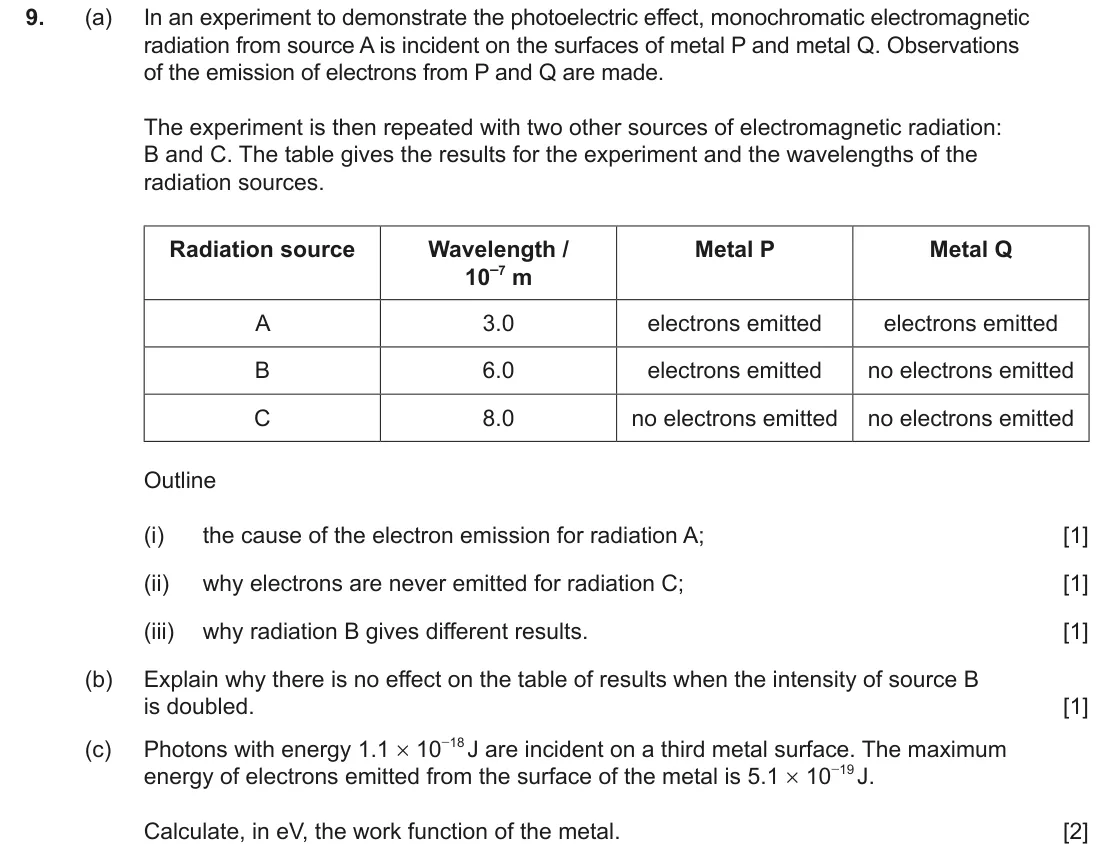 9. (a) In an experiment to demonstrate the photoelectric effect, monochromatic electromagnetic
radiation from source A is incident on the surfaces of metal P and metal Q. Observations
of the emission of electrons from P and Q are made.
The experiment is then repeated with two other sources of electromagnetic radiation:
B and C. The table gives the results for the experiment and the wavelengths of the
radiation sources.
Radiation source Wavelength / 10⁻⁷ m Metal P Metal Q
A 3.0 electrons emitted electrons emitted
B 6.0 electrons emitted no electrons emitted
C 8.0 no electrons emitted no electrons emitted
Outline
(i) the cause of the electron emission for radiation A; [1]
(ii) why electrons are never emitted for radiation C; [1]
(iii) why radiation B gives different results. [1]
(b) Explain why there is no effect on the table of results when the intensity of source B
is doubled. [1]
(c) Photons with energy 1.1 × 10⁻¹⁸ J are incident on a third metal surface. The maximum
energy of electrons emitted from the surface of the metal is 5.1 × 10⁻¹⁹ J.
Calculate, in eV, the work function of the metal. [2]